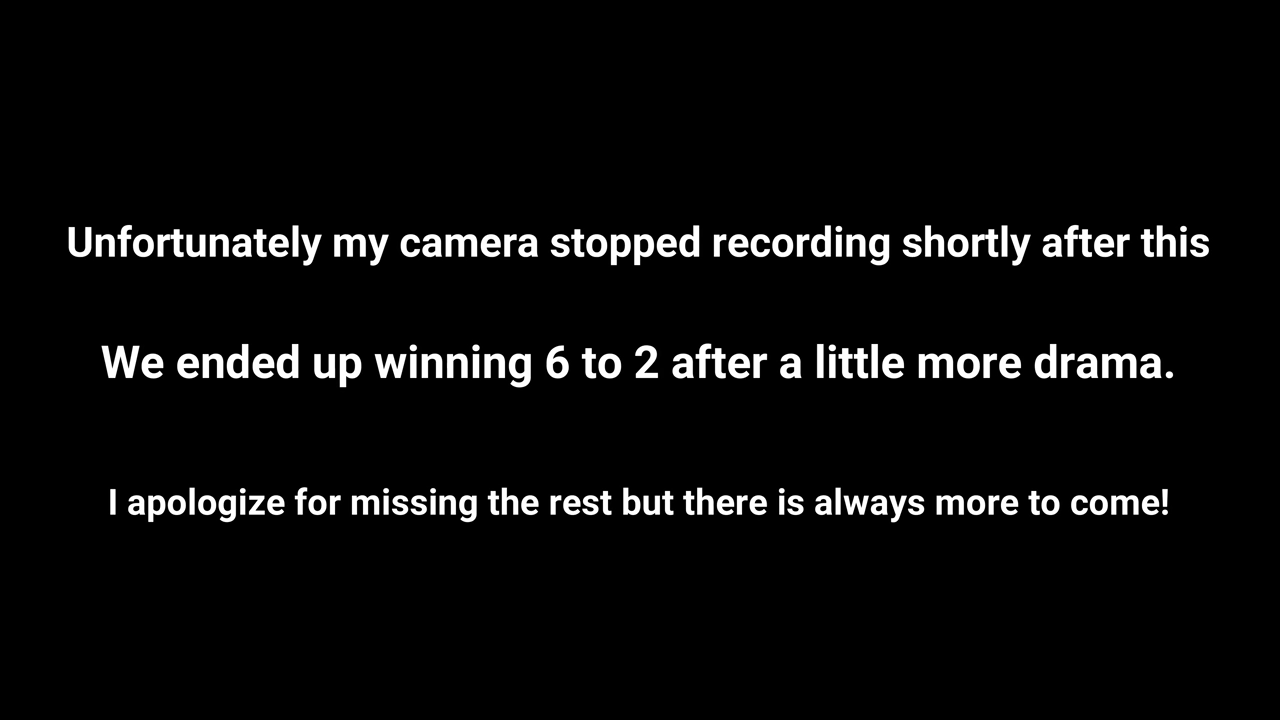 Unfortunately my camera stopped recording shortly after this
We ended up winning 6 to 2 after a little more drama.
I apologize for missing the rest but there is always more to come!